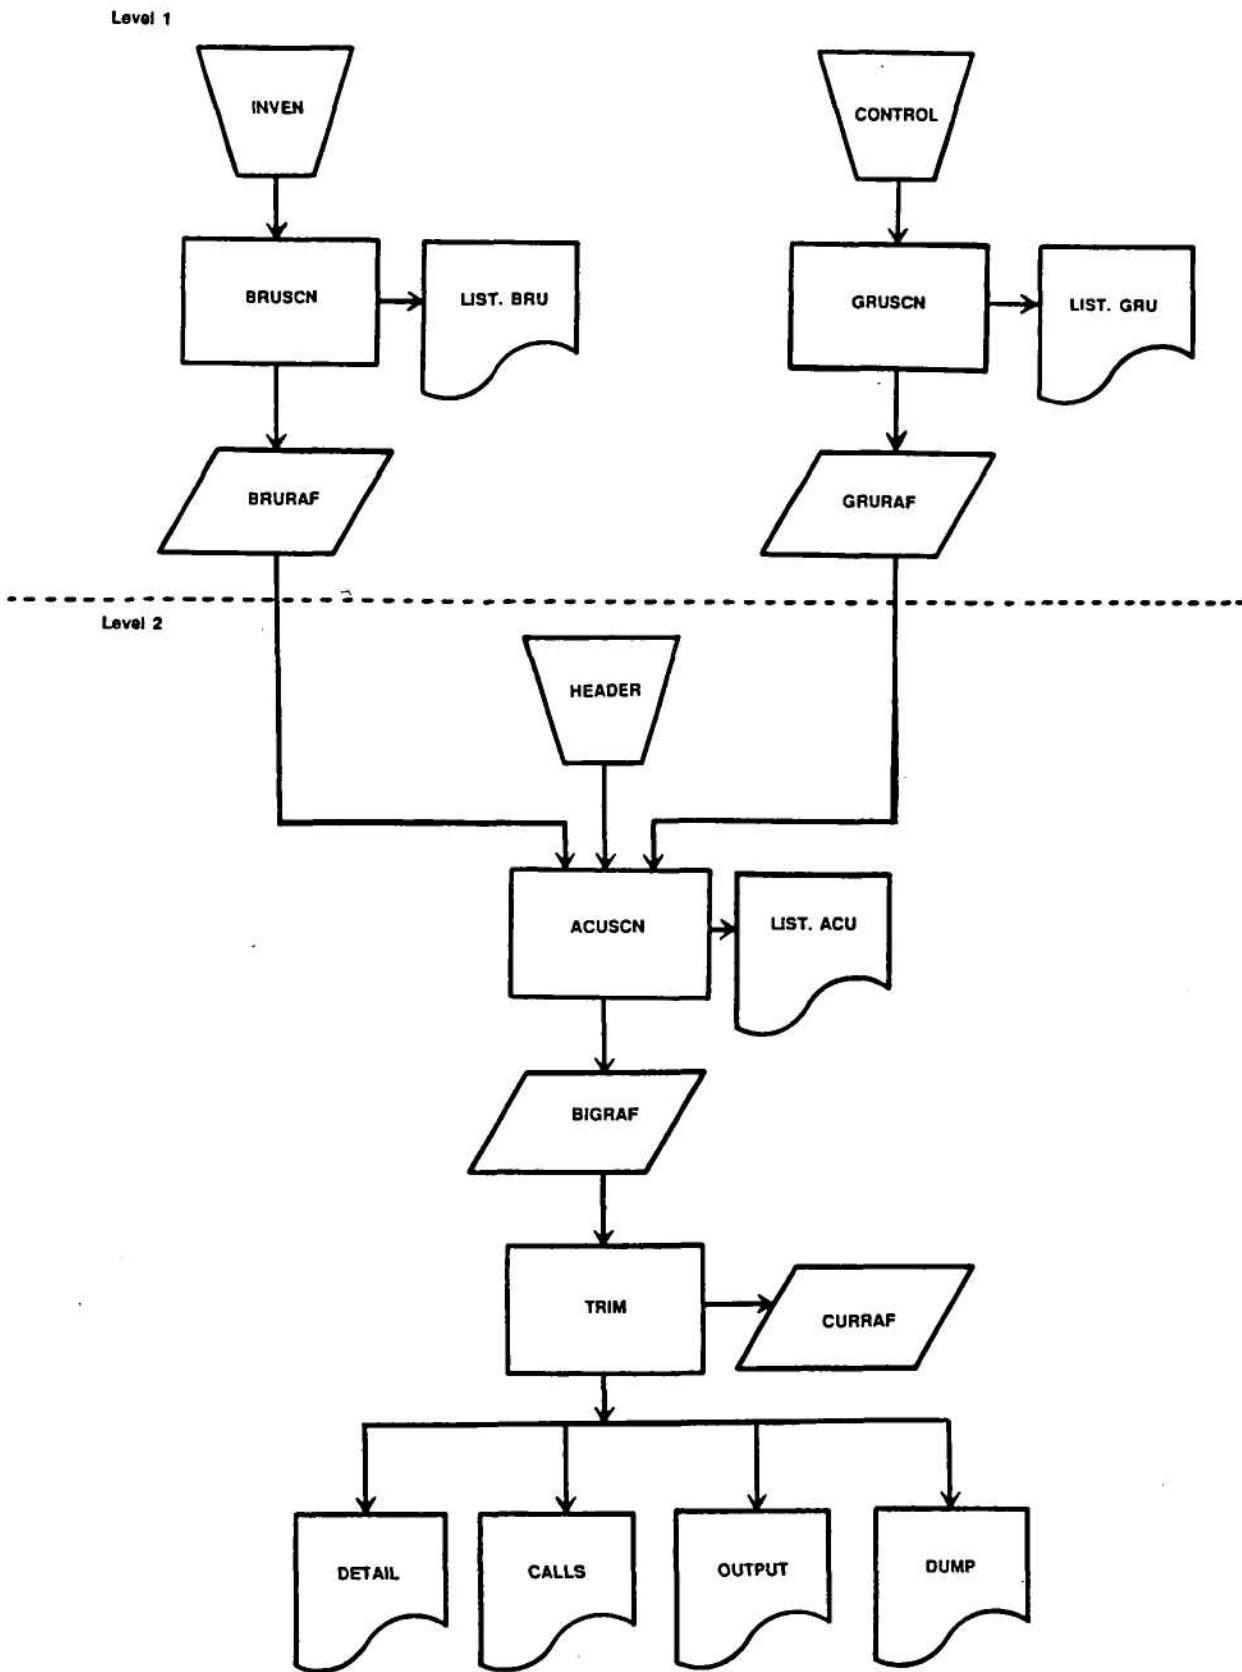 Level 1
INVEN
CONTROL
BRUSCN
LIST. BRU
GRUSCN
LIST. GRU
BRURAF
GRURAF
Level 2
HEADER
ACUSCN
LIST. ACU
BIGRAF
TRIM
CURRAF
DETAIL
CALLS
OUTPUT
DUMP